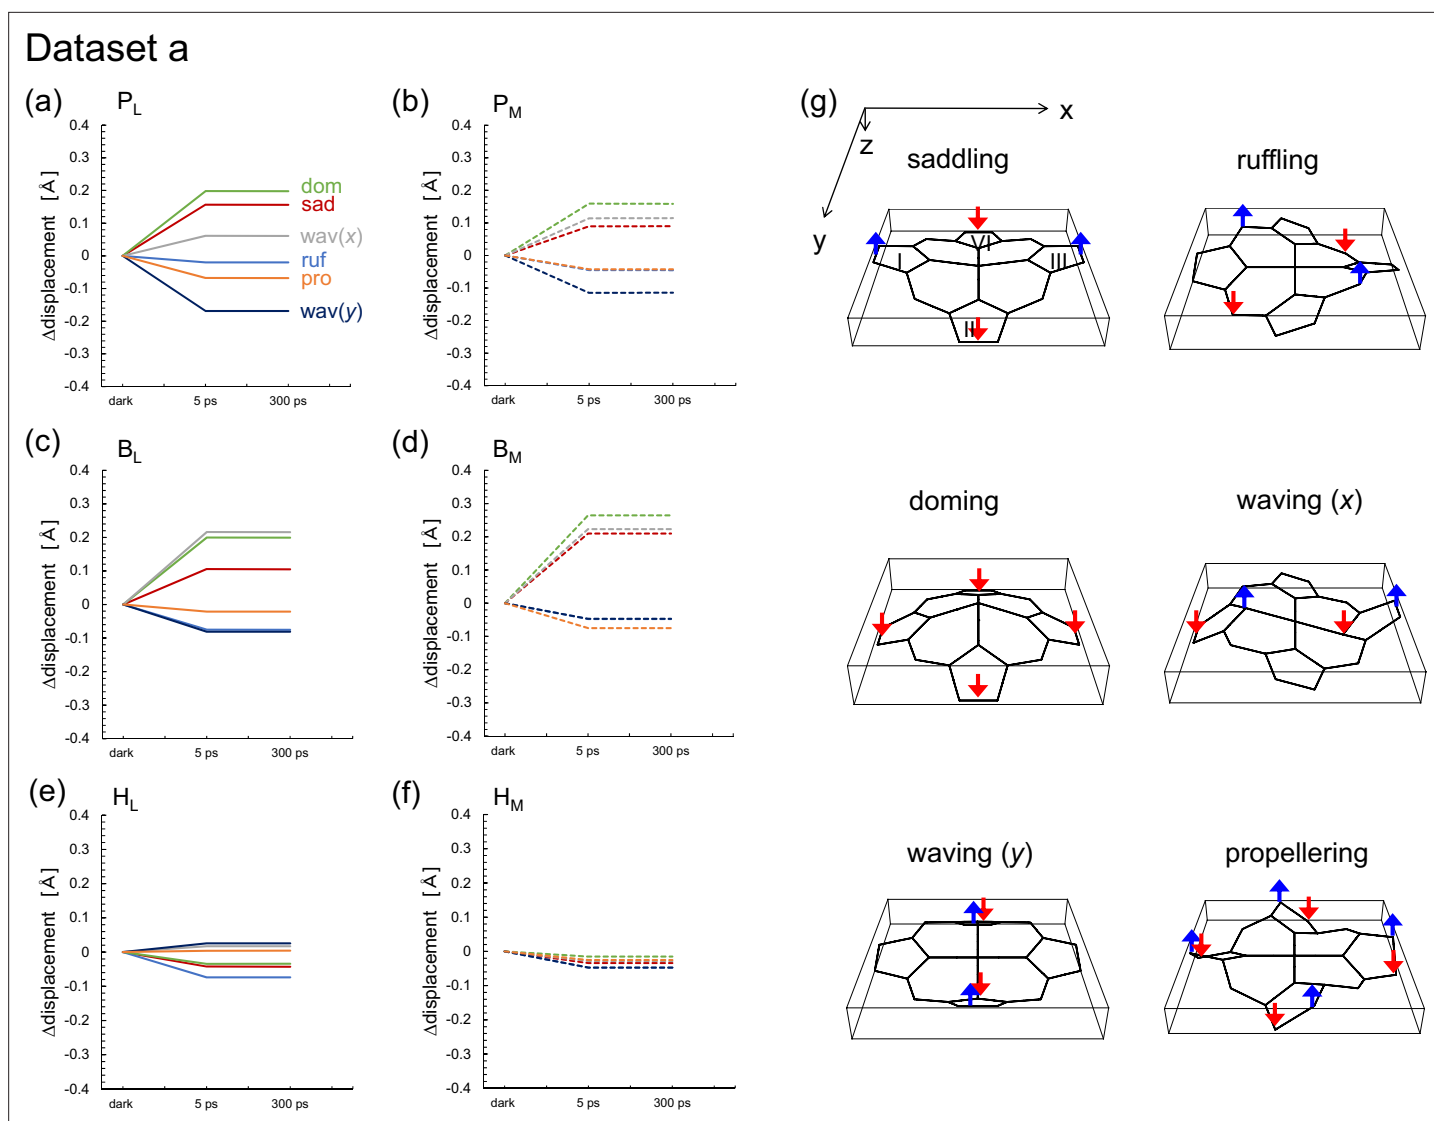 Dataset a
(a) P_L
Δdisplacement [Å]
0.4
0.3
0.2
0.1
0
-0.1
-0.2
-0.3
-0.4
dom
sad
wav(x)
ruf
pro
wav(y)
dark 5 ps 300 ps
(b) P_M
Δdisplacement [Å]
0.4
0.3
0.2
0.1
0
-0.1
-0.2
-0.3
-0.4
dark 5 ps 300 ps
(c) B_L
Δdisplacement [Å]
0.4
0.3
0.2
0.1
0
-0.1
-0.2
-0.3
-0.4
dark 5 ps 300 ps
(d) B_M
Δdisplacement [Å]
0.4
0.3
0.2
0.1
0
-0.1
-0.2
-0.3
-0.4
dark 5 ps 300 ps
(e) H_L
Δdisplacement [Å]
0.4
0.3
0.2
0.1
0
-0.1
-0.2
-0.3
-0.4
dark 5 ps 300 ps
(f) H_M
Δdisplacement [Å]
0.4
0.3
0.2
0.1
0
-0.1
-0.2
-0.3
-0.4
dark 5 ps 300 ps
(g)
x
z
y
saddling
VI
I
III
II
ruffling
doming
waving (x)
waving (y)
propellering